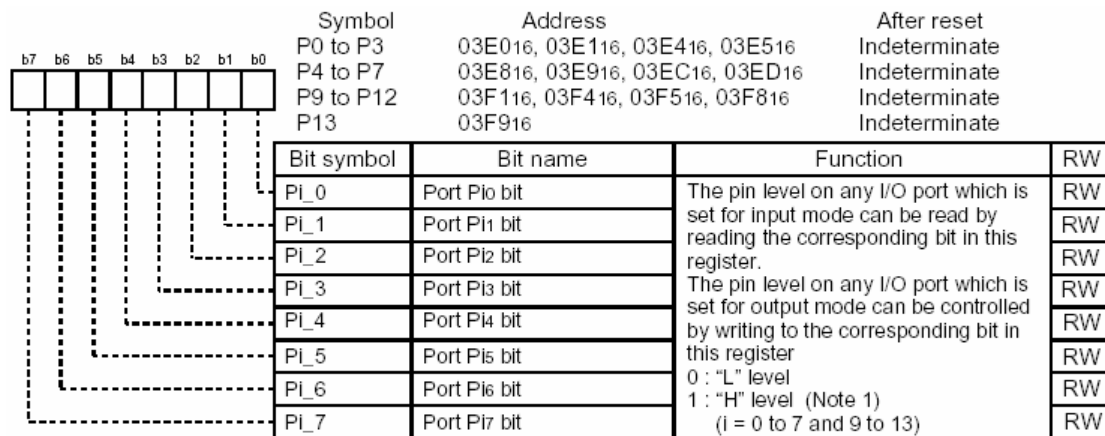 Symbol Address After reset
P0 to P3 03E016, 03E116, 03E416, 03E516 Indeterminate
P4 to P7 03E816, 03E916, 03EC16, 03ED16 Indeterminate
P9 to P12 03F116, 03F416, 03F516, 03F816 Indeterminate
P13 03F916 Indeterminate
b7 b6 b5 b4 b3 b2 b1 b0
Bit symbol Bit name Function RW
Pi_0 Port Pi0 bit RW
Pi_1 Port Pi1 bit RW
Pi_2 Port Pi2 bit RW
Pi_3 Port Pi3 bit RW
Pi_4 Port Pi4 bit RW
Pi_5 Port Pi5 bit RW
Pi_6 Port Pi6 bit RW
Pi_7 Port Pi7 bit RW
The pin level on any I/O port which is
set for input mode can be read by
reading the corresponding bit in this
register.
The pin level on any I/O port which is
set for output mode can be controlled
by writing to the corresponding bit in
this register
0 : “L” level
1 : “H” level (Note 1)
(i = 0 to 7 and 9 to 13)